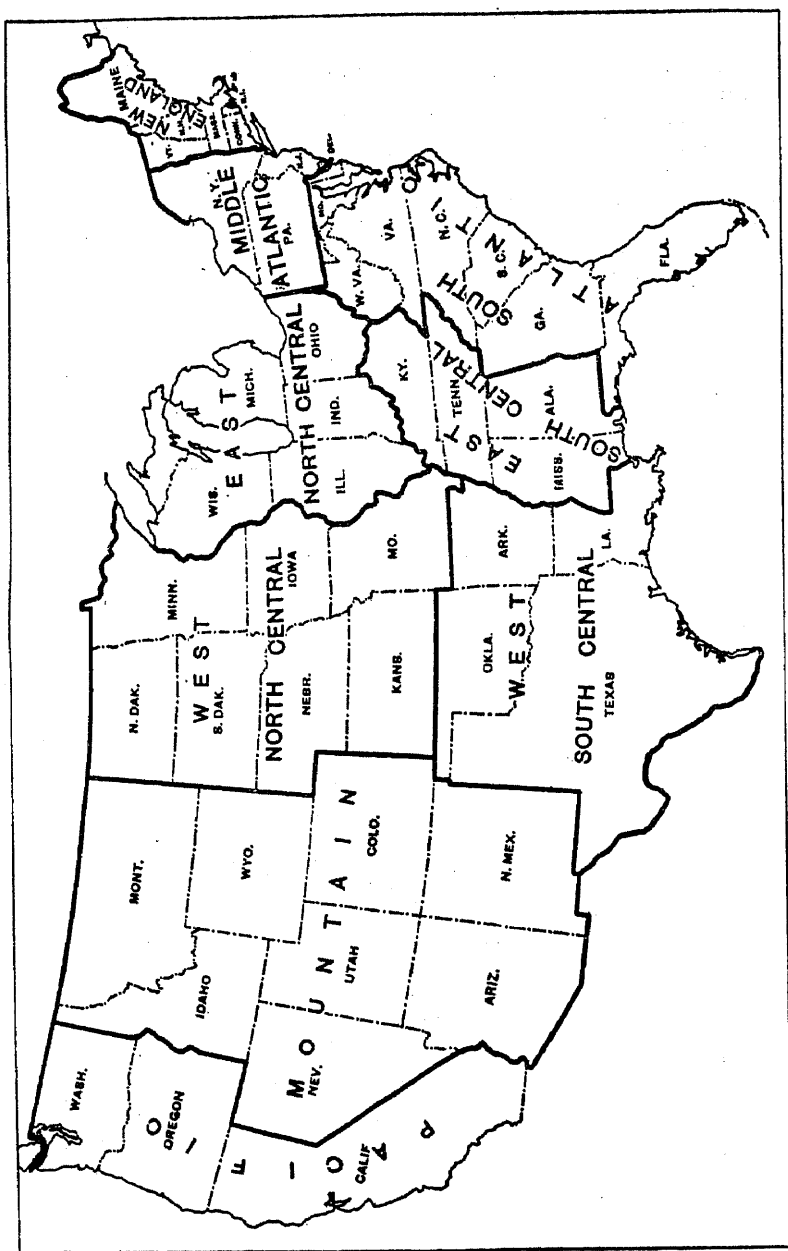 WASH.
OREGON
CALIF
PACIFIC
MOUNTAIN
MONT.
IDAHO
WYO.
NEV.
UTAH
COLO.
ARIZ.
N. MEX.
WEST
NORTH CENTRAL
N. DAK.
S. DAK.
NEBR.
KANS.
MINN.
IOWA
MO.
WEST
SOUTH CENTRAL
OKLA.
TEXAS
ARK.
LA.
EAST
NORTH CENTRAL
WIS.
MICH.
ILL.
IND.
OHIO
EAST
SOUTH CENTRAL
KY.
TENN.
MISS.
ALA.
SOUTH
ATLANTIC
W. VA.
VA.
N. C.
S. C.
GA.
FLA.
MIDDLE
ATLANTIC
N. Y.
PA.
NEW
ENGLAND
MAINE
VT.
MASS.
CONN.